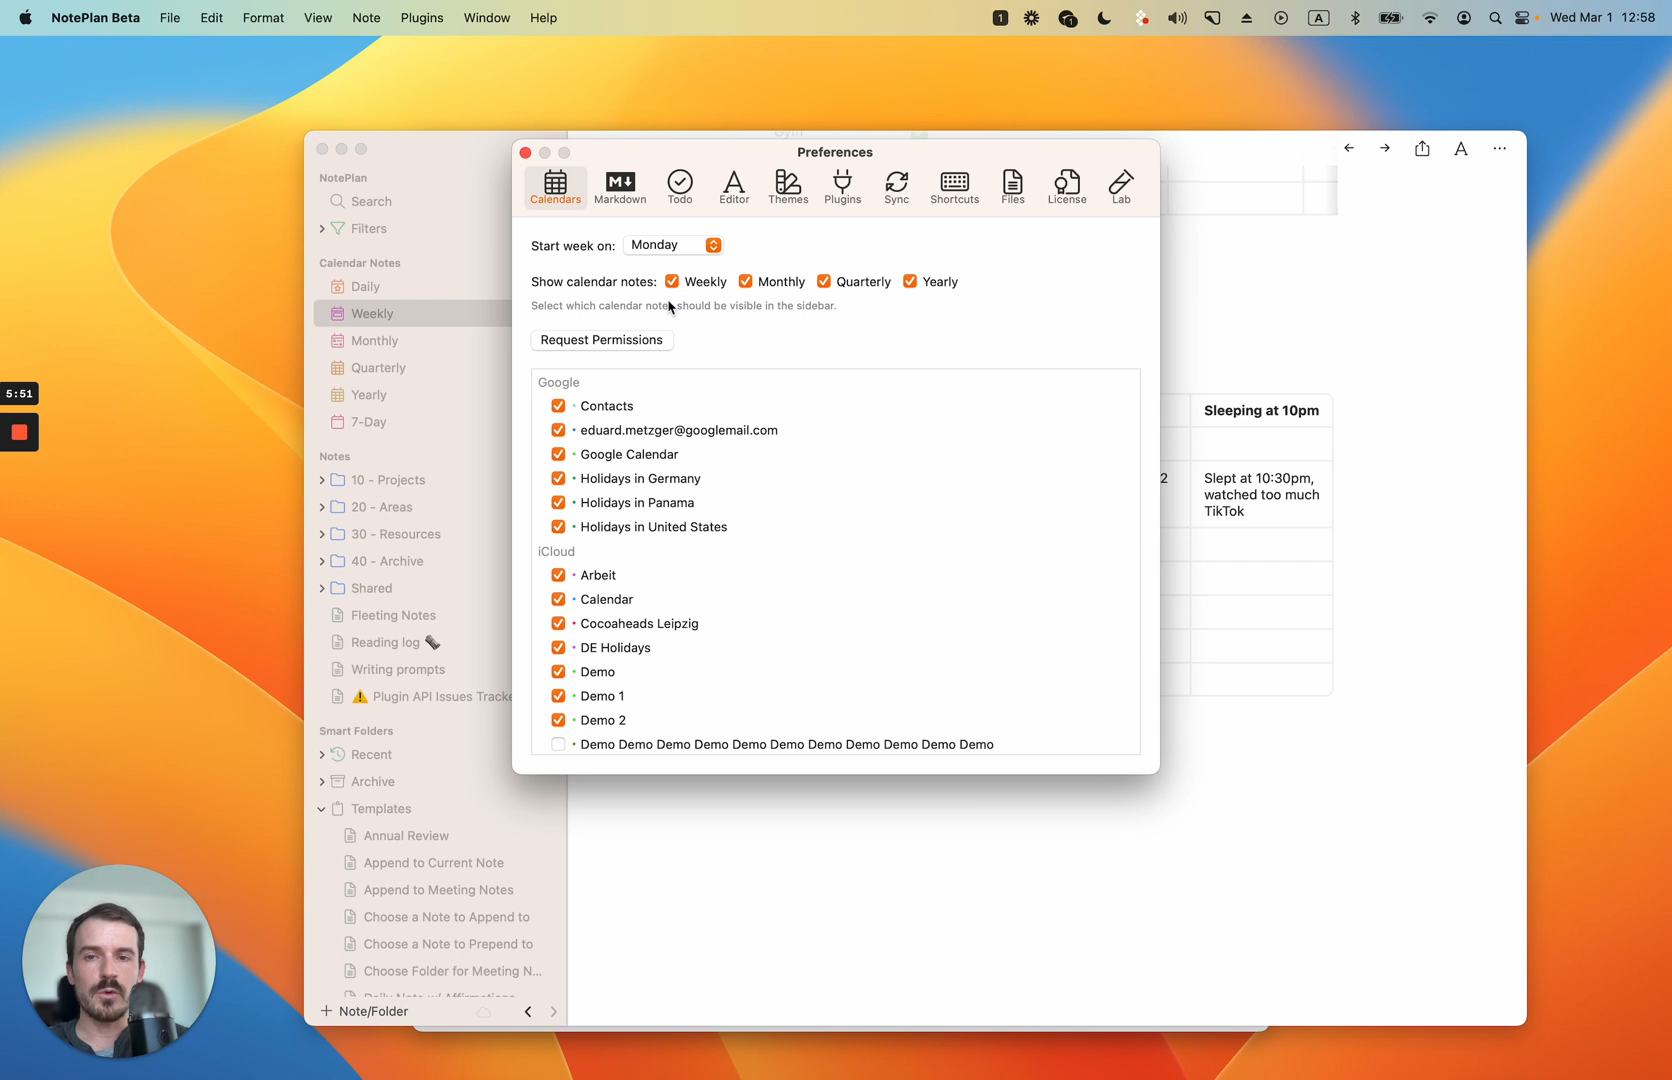 NotePlan Beta File Edit Format View Note Plugins Window Help
1 1 A Wed Mar 1 12:58
Gym
Preferences
Calendars Markdown Todo Editor Themes Plugins Sync Shortcuts Files License Lab
Start week on: Monday
Show calendar notes: Weekly Monthly Quarterly Yearly
Select which calendar notes should be visible in the sidebar.
Request Permissions
Google
Contacts
eduard.metzger@googlemail.com
Google Calendar
Holidays in Germany
Holidays in Panama
Holidays in United States
iCloud
Arbeit
Calendar
Cocoaheads Leipzig
DE Holidays
Demo
Demo 1
Demo 2
Demo Demo Demo Demo Demo Demo Demo Demo Demo Demo Demo
NotePlan
Search
Filters
Calendar Notes
Daily
Weekly
Monthly
Quarterly
Yearly
7-Day
Notes
10 - Projects
20 - Areas
30 - Resources
40 - Archive
Shared
Fleeting Notes
Reading log
Writing prompts
Plugin API Issues Tracke
Smart Folders
Recent
Archive
Templates
Annual Review
Append to Current Note
Append to Meeting Notes
Choose a Note to Append to
Choose a Note to Prepend to
Choose Folder for Meeting N...
Daily Note w/ Affirmations
+ Note/Folder
Sleeping at 10pm
2
Slept at 10:30pm,
watched too much
TikTok
5:51